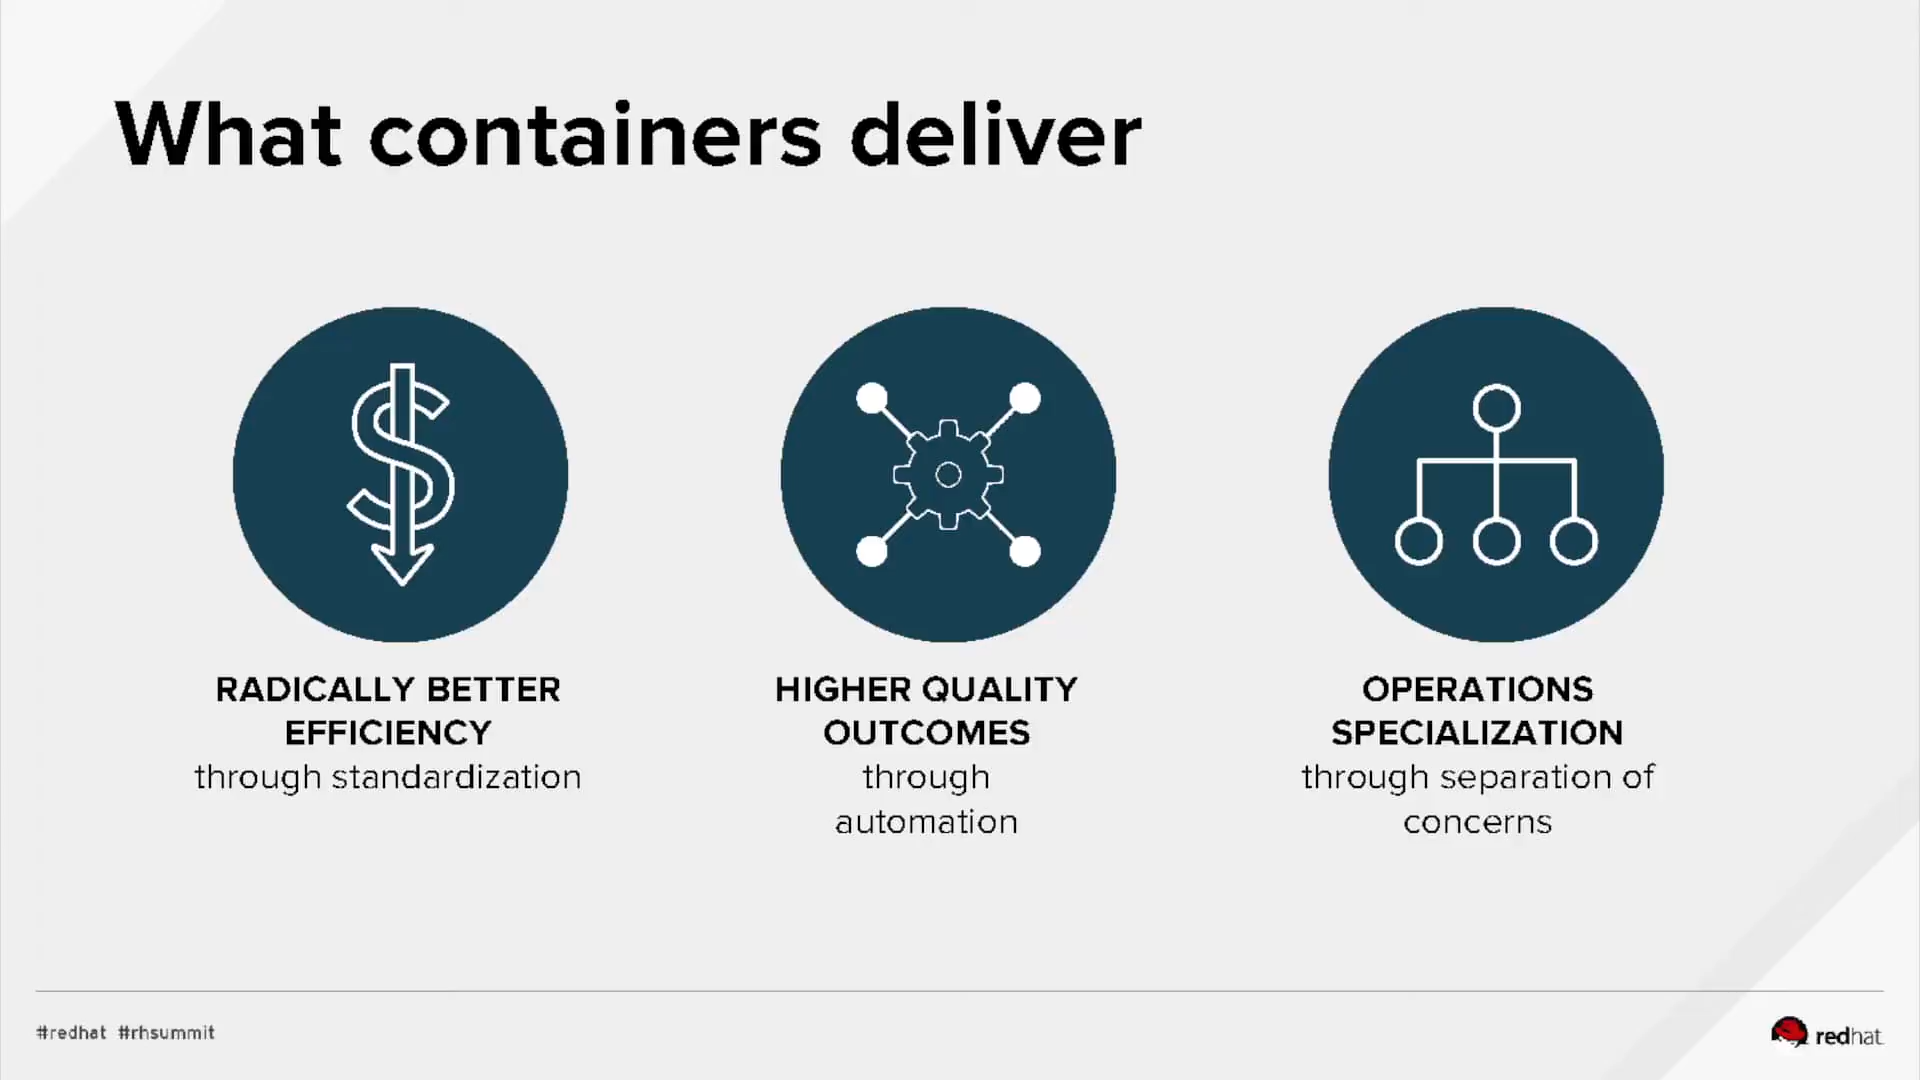 What containers deliver
RADICALLY BETTER
EFFICIENCY
through standardization
HIGHER QUALITY
OUTCOMES
through
automation
OPERATIONS
SPECIALIZATION
through separation of
concerns
#redhat #rhsummit
redhat